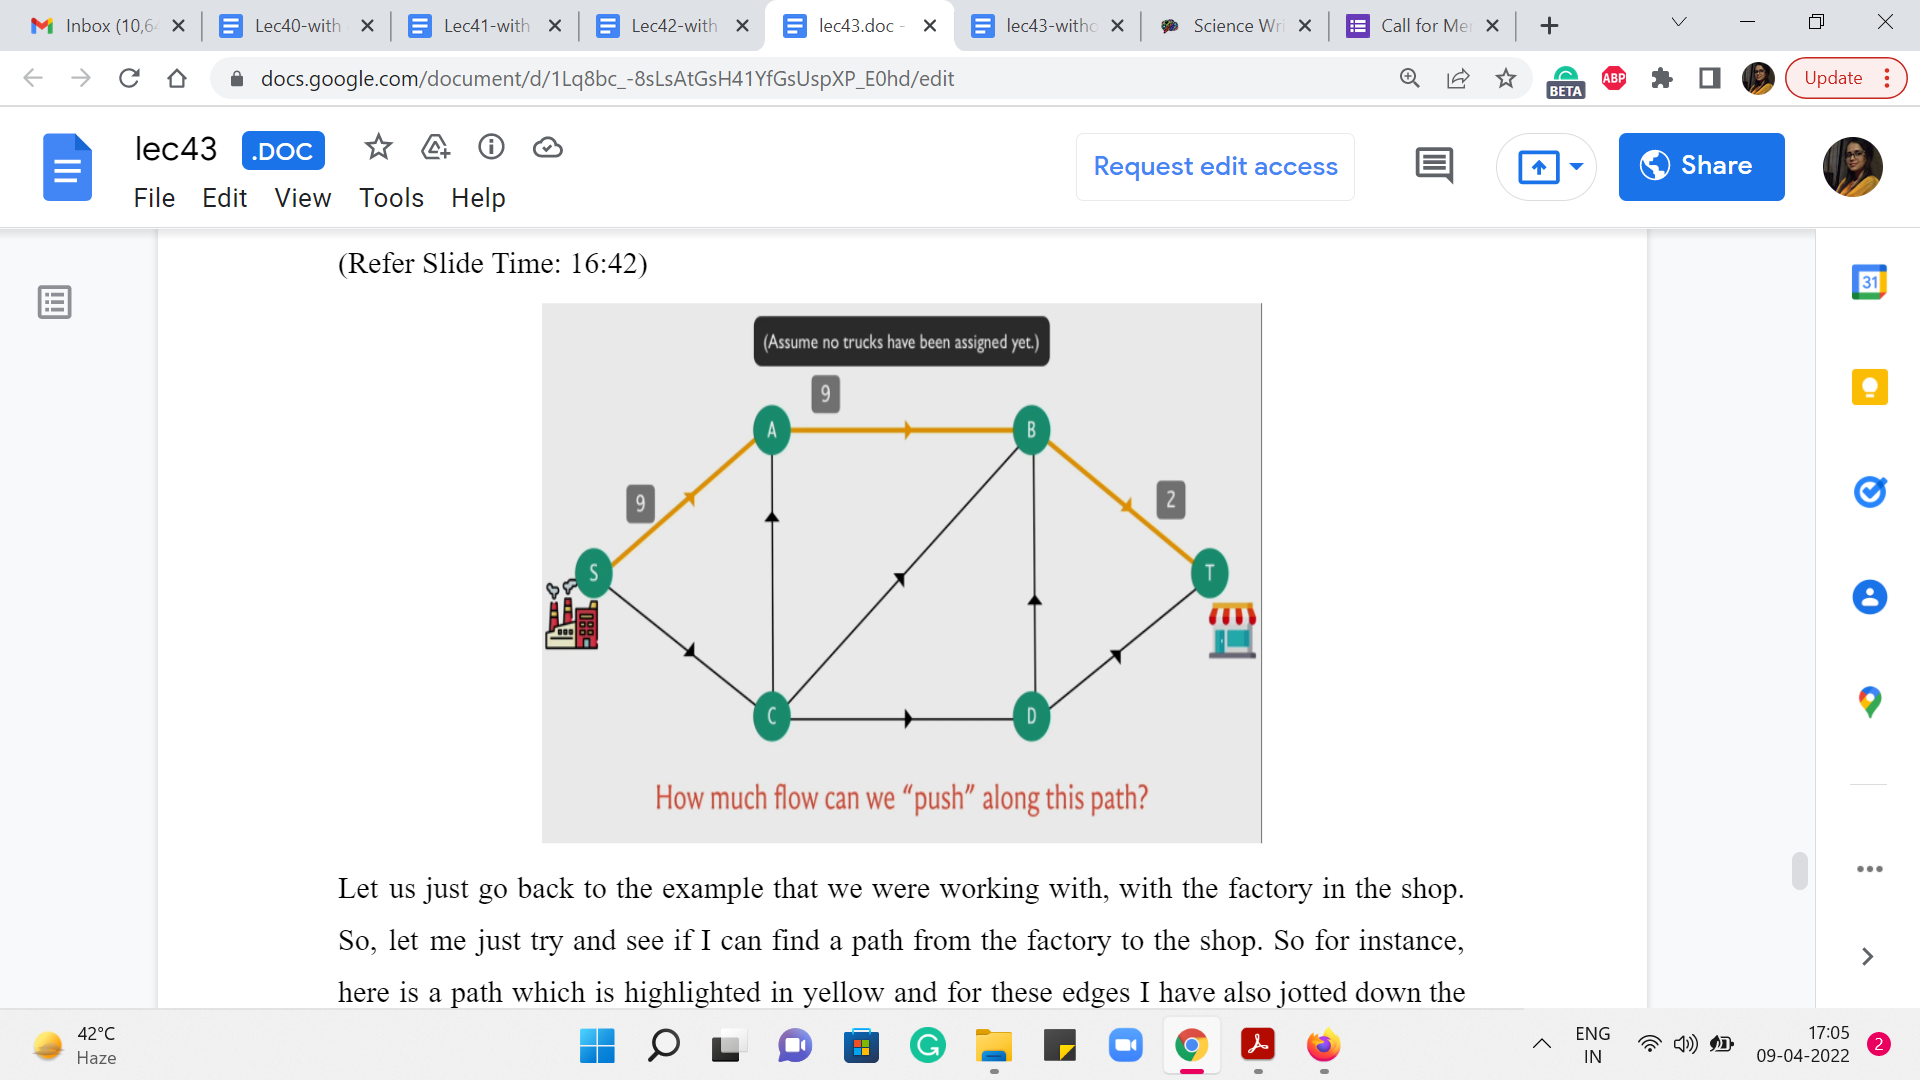 Inbox (10,6
Lec40-with
Lec41-with
Lec42-with
lec43.doc -
lec43-witho
Science Wri
Call for Mer
docs.google.com/document/d/1Lq8bc_-8sLsAtGsH41YfGsUspXP_E0hd/edit
BETA
ABP
Update
lec43
.DOC
File Edit View Tools Help
Request edit access
Share
31
(Refer Slide Time: 16:42)
(Assume no trucks have been assigned yet.)
9
A
B
9
2
S
T
C
D
How much flow can we “push” along this path?
Let us just go back to the example that we were working with, with the factory in the shop.
So, let me just try and see if I can find a path from the factory to the shop. So for instance,
here is a path which is highlighted in yellow and for these edges I have also jotted down the
42°C
Haze
ENG
IN
17:05
09-04-2022
2